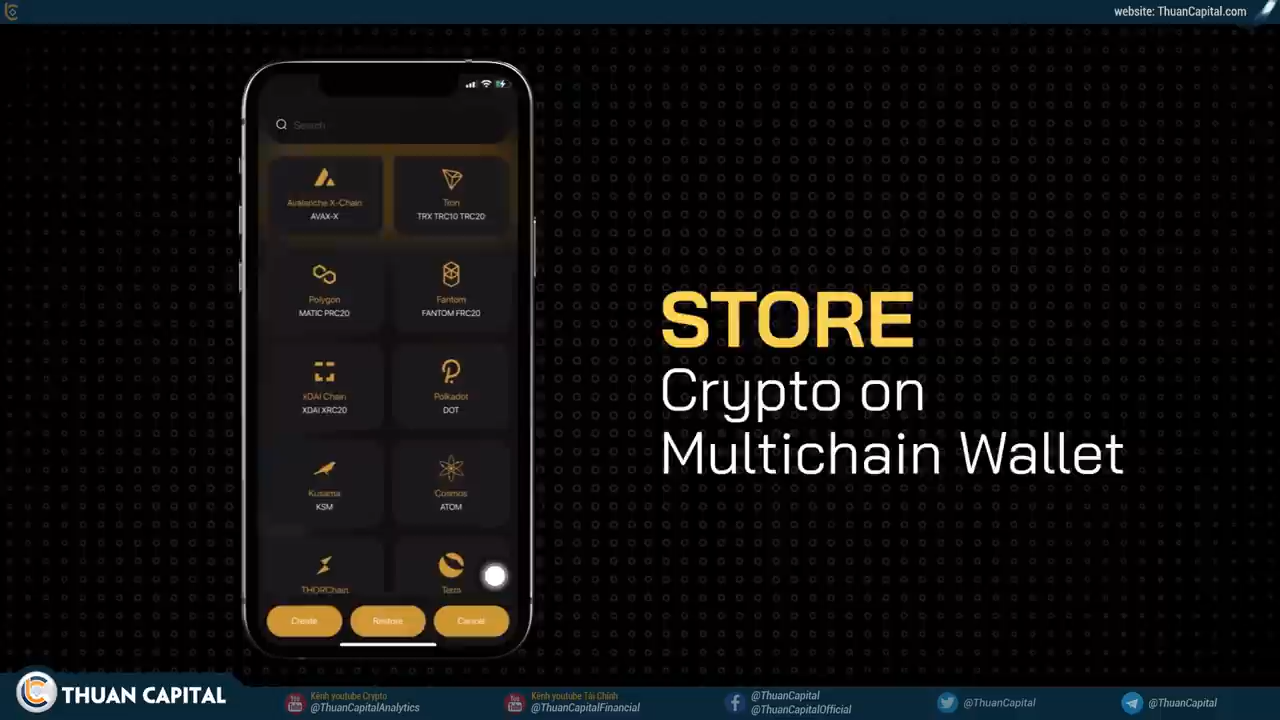 website: ThuanCapital.com
Search
Avalanche X-Chain
AVAX-X
Tron
TRX TRC10 TRC20
Polygon
MATIC PRC20
Fantom
FANTOM FRC20
xDAI Chain
XDAI XRC20
Polkadot
DOT
Kusama
KSM
Cosmos
ATOM
THORChain
Terra
Create
Restore
Cancel
STORE
Crypto on
Multichain Wallet
THUAN CAPITAL
Kênh youtube Crypto
@ThuanCapitalAnalytics
Kênh youtube Tài Chính
@ThuanCapitalFinancial
@ThuanCapital
@ThuanCapitalOfficial
@ThuanCapital
@ThuanCapital